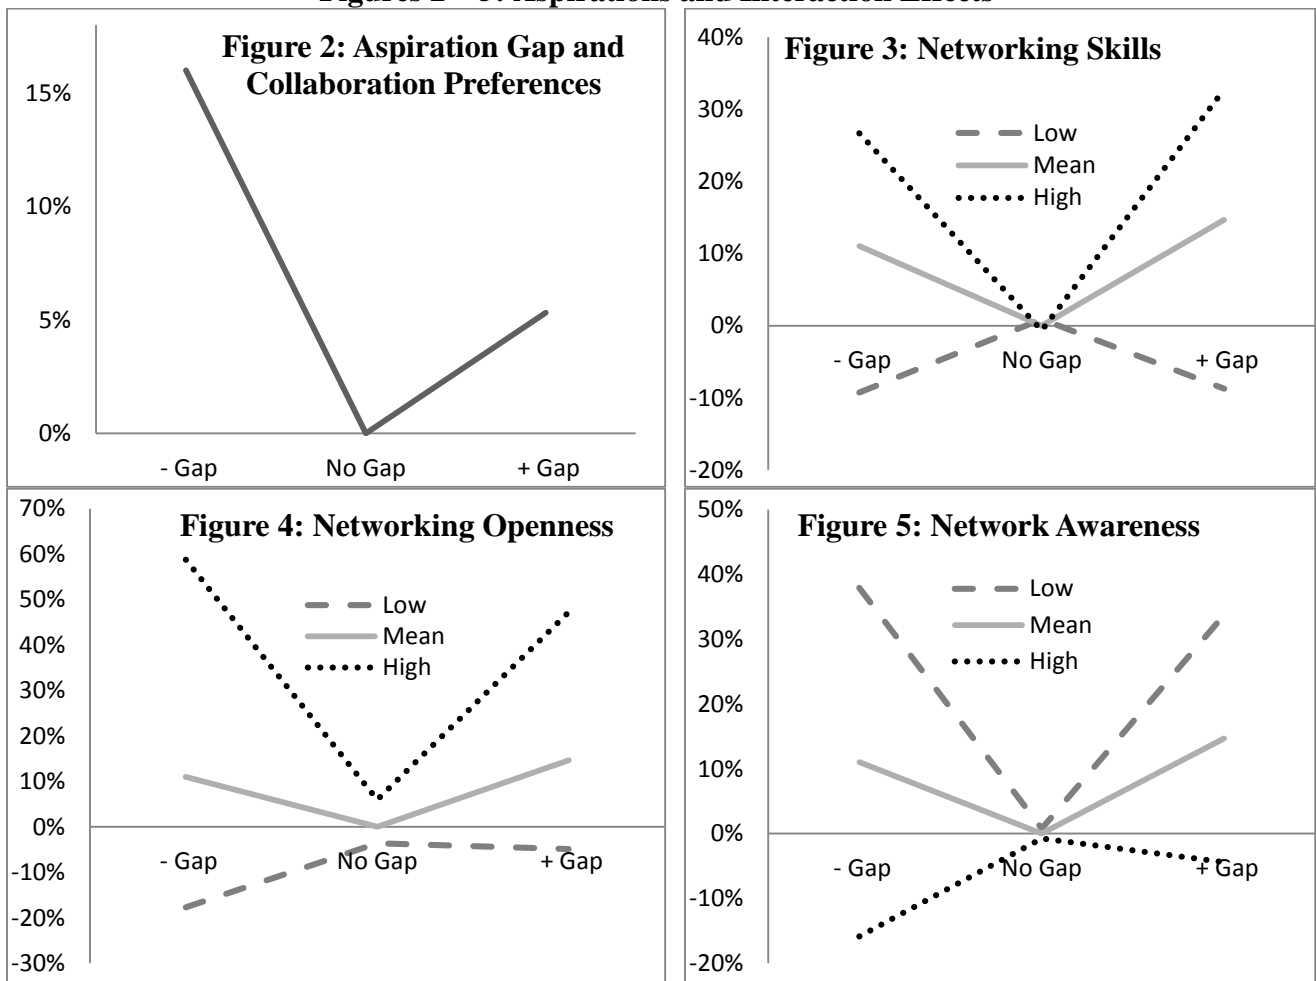 Figures 2 – 5: Aspirations and Interaction Effects
Figure 2: Aspiration Gap and
Collaboration Preferences
15%
10%
5%
0%
- Gap No Gap + Gap
Figure 3: Networking Skills
40%
30%
20%
10%
0%
-10%
-20%
Low
Mean
High
- Gap No Gap + Gap
Figure 4: Networking Openness
70%
60%
50%
40%
30%
20%
10%
0%
-10%
-20%
-30%
Low
Mean
High
- Gap No Gap + Gap
Figure 5: Network Awareness
50%
40%
30%
20%
10%
0%
-10%
-20%
Low
Mean
High
- Gap No Gap + Gap